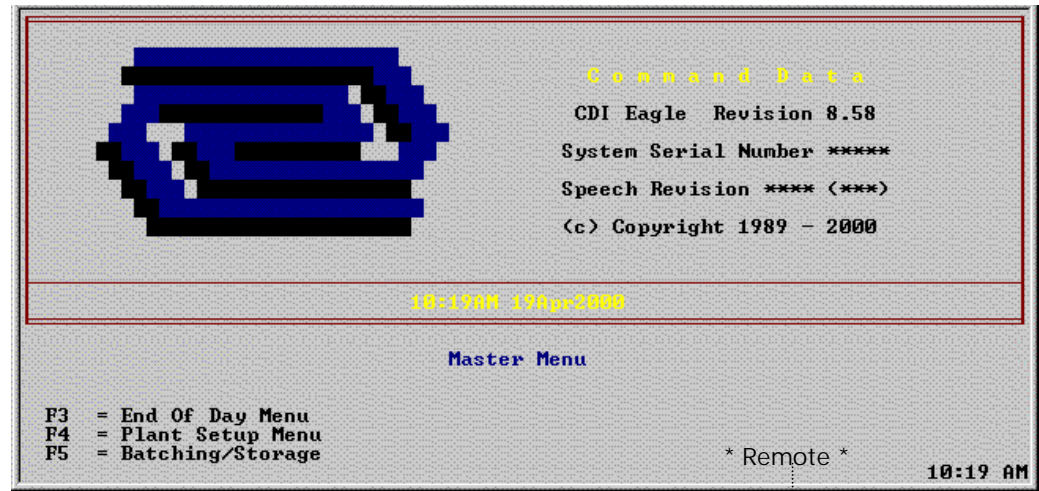 Command Data
CDI Eagle Revision 8.58
System Serial Number *****
Speech Revision **** (***)
(c) Copyright 1989 - 2000
10:19AM 19Apr2000
Master Menu
F3 = End Of Day Menu
F4 = Plant Setup Menu
F5 = Batching/Storage
* Remote *
10:19 AM